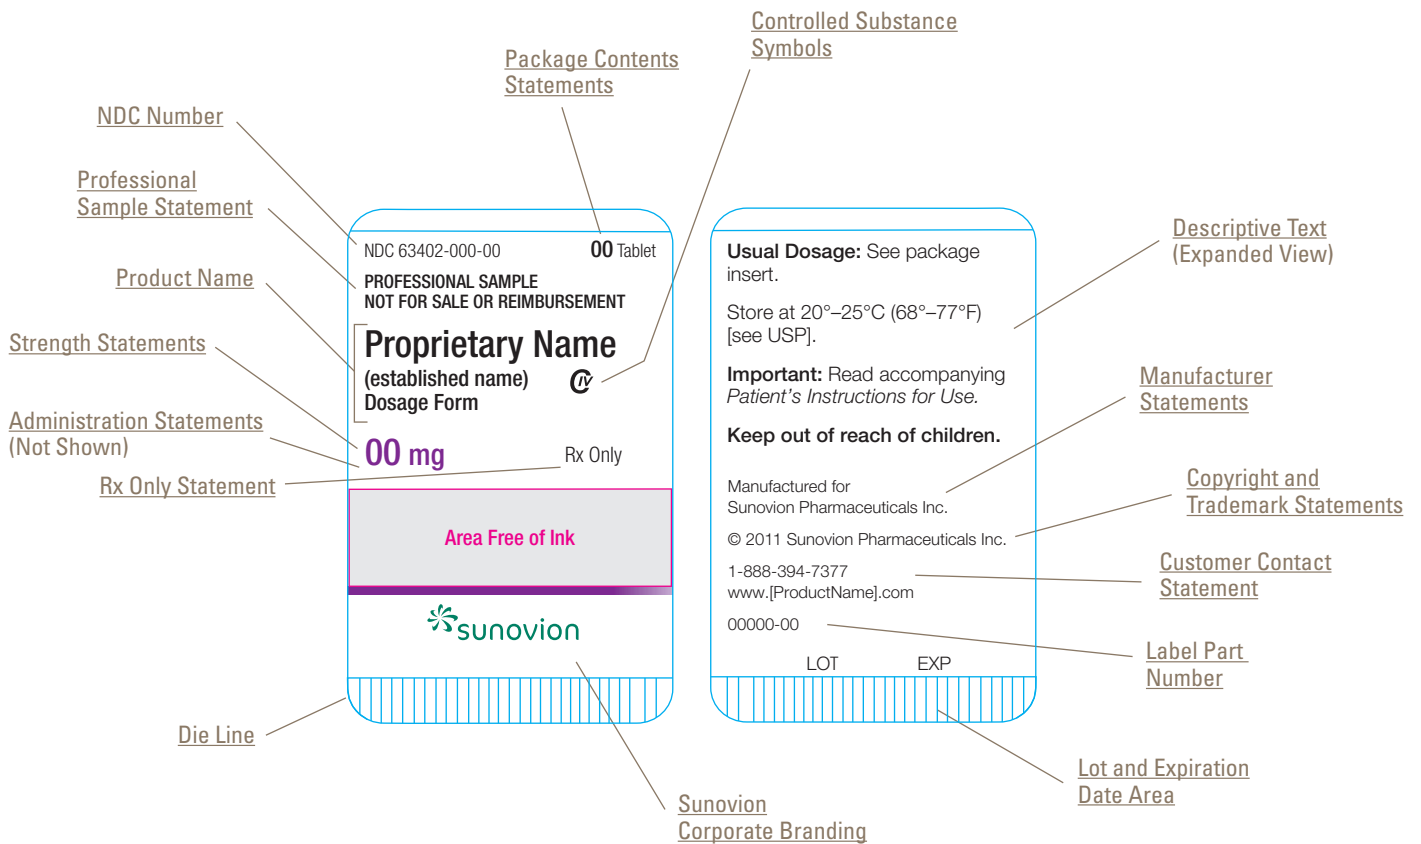 Controlled Substance
Symbols
Package Contents
Statements
NDC Number
Professional
Sample Statement
Product Name
Strength Statements
Administration Statements
(Not Shown)
Rx Only Statement
Die Line
NDC 63402-000-00
00 Tablet
PROFESSIONAL SAMPLE
NOT FOR SALE OR REIMBURSEMENT
Proprietary Name
(established name)
CIV
Dosage Form
00 mg
Rx Only
Area Free of Ink
sunovion
Sunovion
Corporate Branding
Usual Dosage: See package
insert.
Store at 20°–25°C (68°–77°F)
[see USP].
Important: Read accompanying
Patient’s Instructions for Use.
Keep out of reach of children.
Manufactured for
Sunovion Pharmaceuticals Inc.
© 2011 Sunovion Pharmaceuticals Inc.
1-888-394-7377
www.[ProductName].com
00000-00
LOT
EXP
Descriptive Text
(Expanded View)
Manufacturer
Statements
Copyright and
Trademark Statements
Customer Contact
Statement
Label Part
Number
Lot and Expiration
Date Area